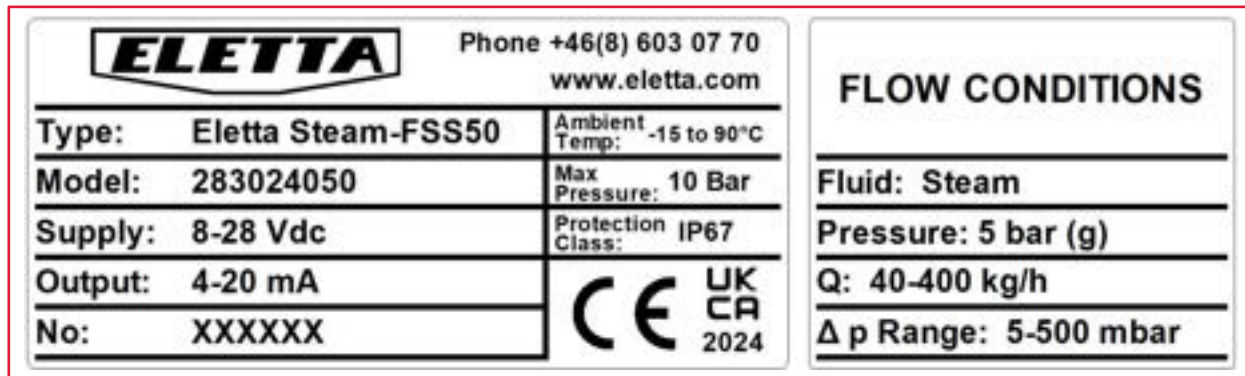 ELETTA
Phone +46(8) 603 07 70
www.eletta.com
Type: Eletta Steam-FSS50
Ambient Temp: -15 to 90°C
Model: 283024050
Max Pressure: 10 Bar
Supply: 8-28 Vdc
Protection Class: IP67
Output: 4-20 mA
No: XXXXXX
CE
UK
CA
2024
FLOW CONDITIONS
Fluid: Steam
Pressure: 5 bar (g)
Q: 40-400 kg/h
Δ p Range: 5-500 mbar